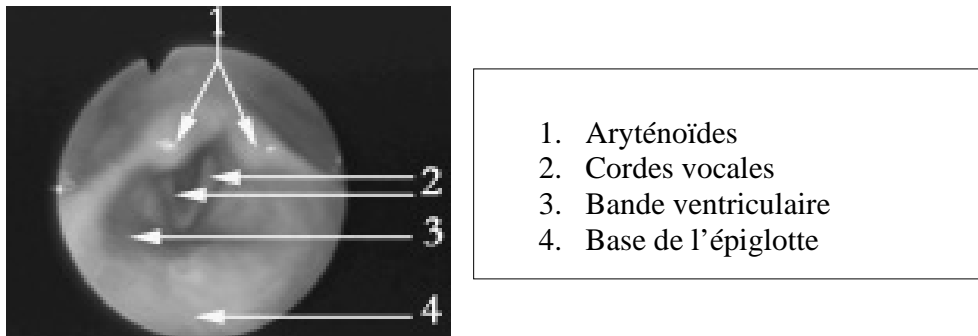 1
2
3
4
1. Aryténoïdes
2. Cordes vocales
3. Bande ventriculaire
4. Base de l’épiglotte